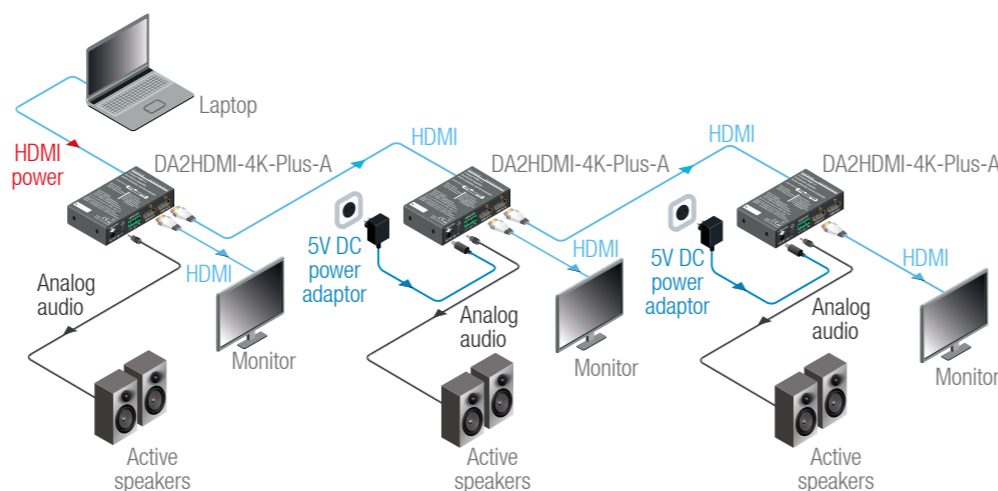 Laptop
HDMI
power
DA2HDMI-4K-Plus-A
HDMI
Analog
audio
Monitor
Active
speakers
HDMI
DA2HDMI-4K-Plus-A
5V DC
power
adaptor
HDMI
Analog
audio
Monitor
Active
speakers
HDMI
DA2HDMI-4K-Plus-A
5V DC
power
adaptor
HDMI
Analog
audio
Monitor
Active
speakers